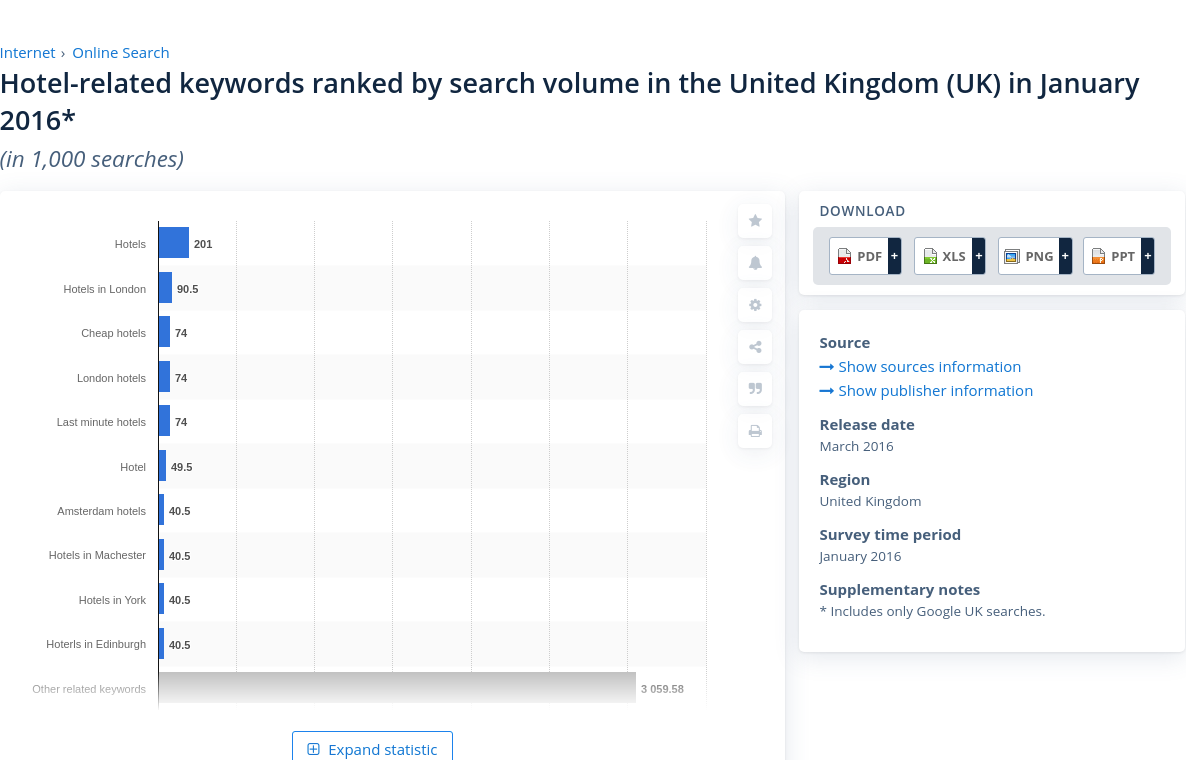 Internet › Online Search
Hotel-related keywords ranked by search volume in the United Kingdom (UK) in January
2016*
(in 1,000 searches)
Hotels 201
Hotels in London 90.5
Cheap hotels 74
London hotels 74
Last minute hotels 74
Hotel 49.5
Amsterdam hotels 40.5
Hotels in Machester 40.5
Hotels in York 40.5
Hoterls in Edinburgh 40.5
Other related keywords 3 059.58
Expand statistic
DOWNLOAD
PDF + XLS + PNG + PPT +
Source
Show sources information
Show publisher information
Release date
March 2016
Region
United Kingdom
Survey time period
January 2016
Supplementary notes
* Includes only Google UK searches.